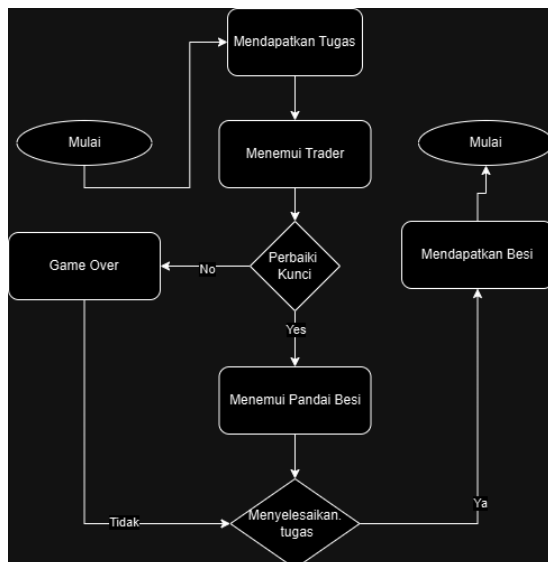 Mendapatkan Tugas
Mulai
Menemui Trader
Mulai
Game Over
No
Perbaiki
Kunci
Mendapatkan Besi
Yes
Menemui Pandai Besi
Tidak
Menyelesaikan.
tugas
Ya